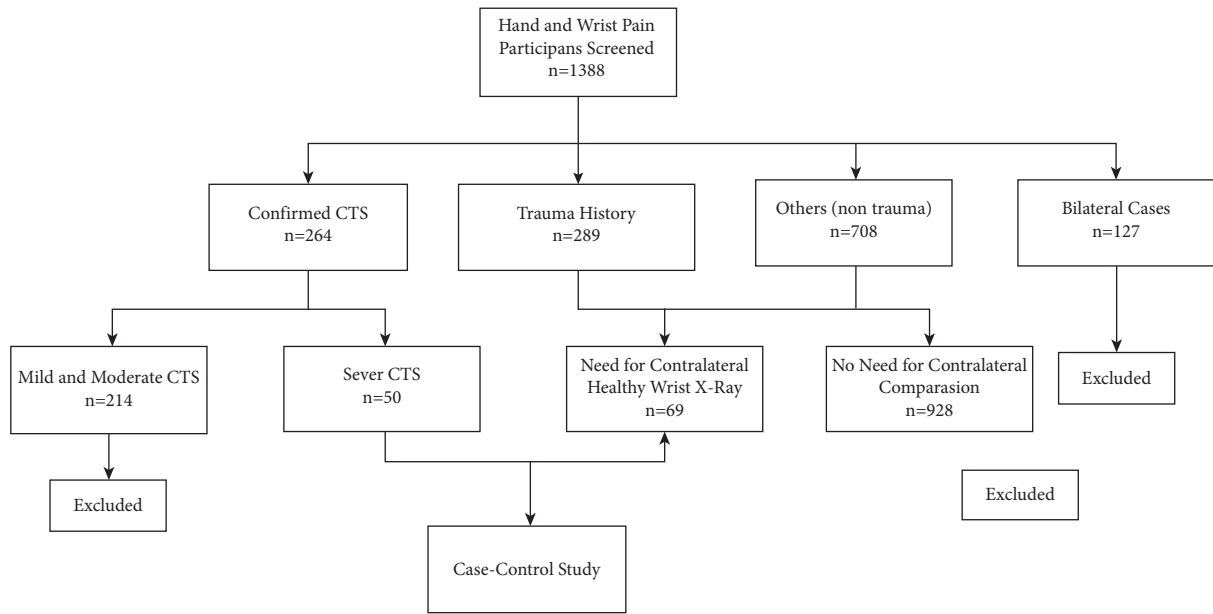 Hand and Wrist Pain
Participans Screened
n=1388
Confirmed CTS
n=264
Trauma History
n=289
Others (non trauma)
n=708
Bilateral Cases
n=127
Mild and Moderate CTS
n=214
Sever CTS
n=50
Need for Contralateral
Healthy Wrist X-Ray
n=69
No Need for Contralateral
Comparasion
n=928
Excluded
Excluded
Excluded
Case-Control Study